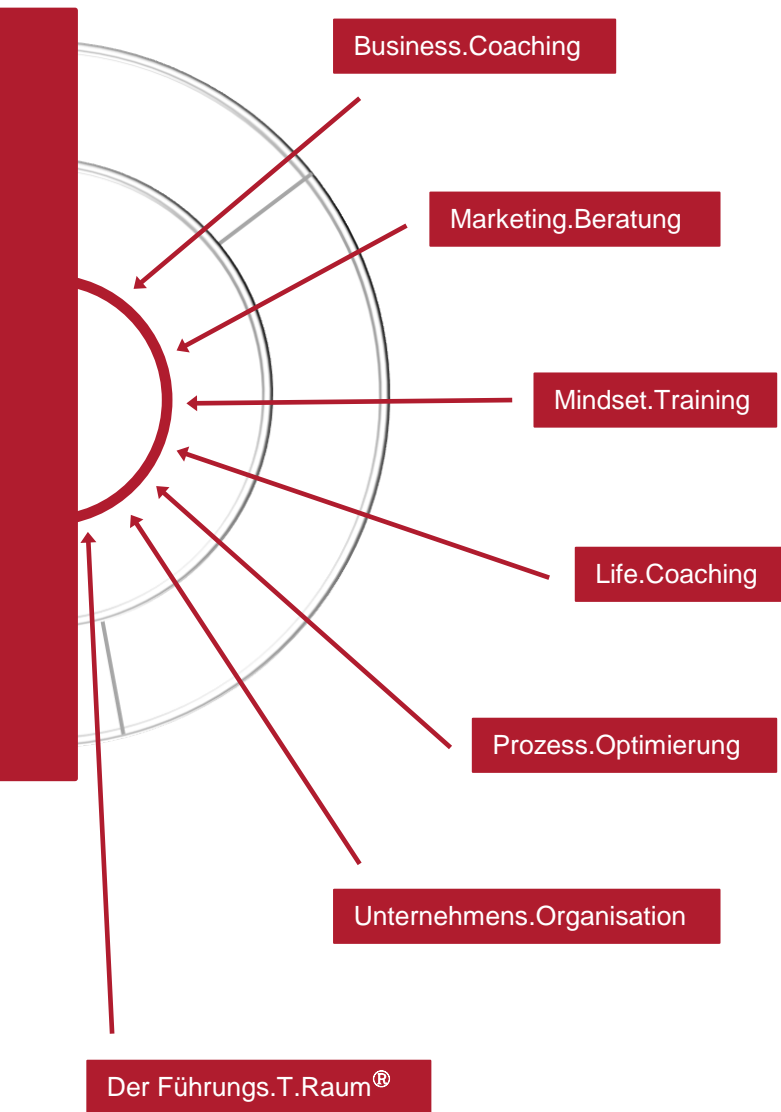 Business.Coaching
Marketing.Beratung
Mindset.Training
Life.Coaching
Prozess.Optimierung
Unternehmens.Organisation
Der Führungs.T.Raum®